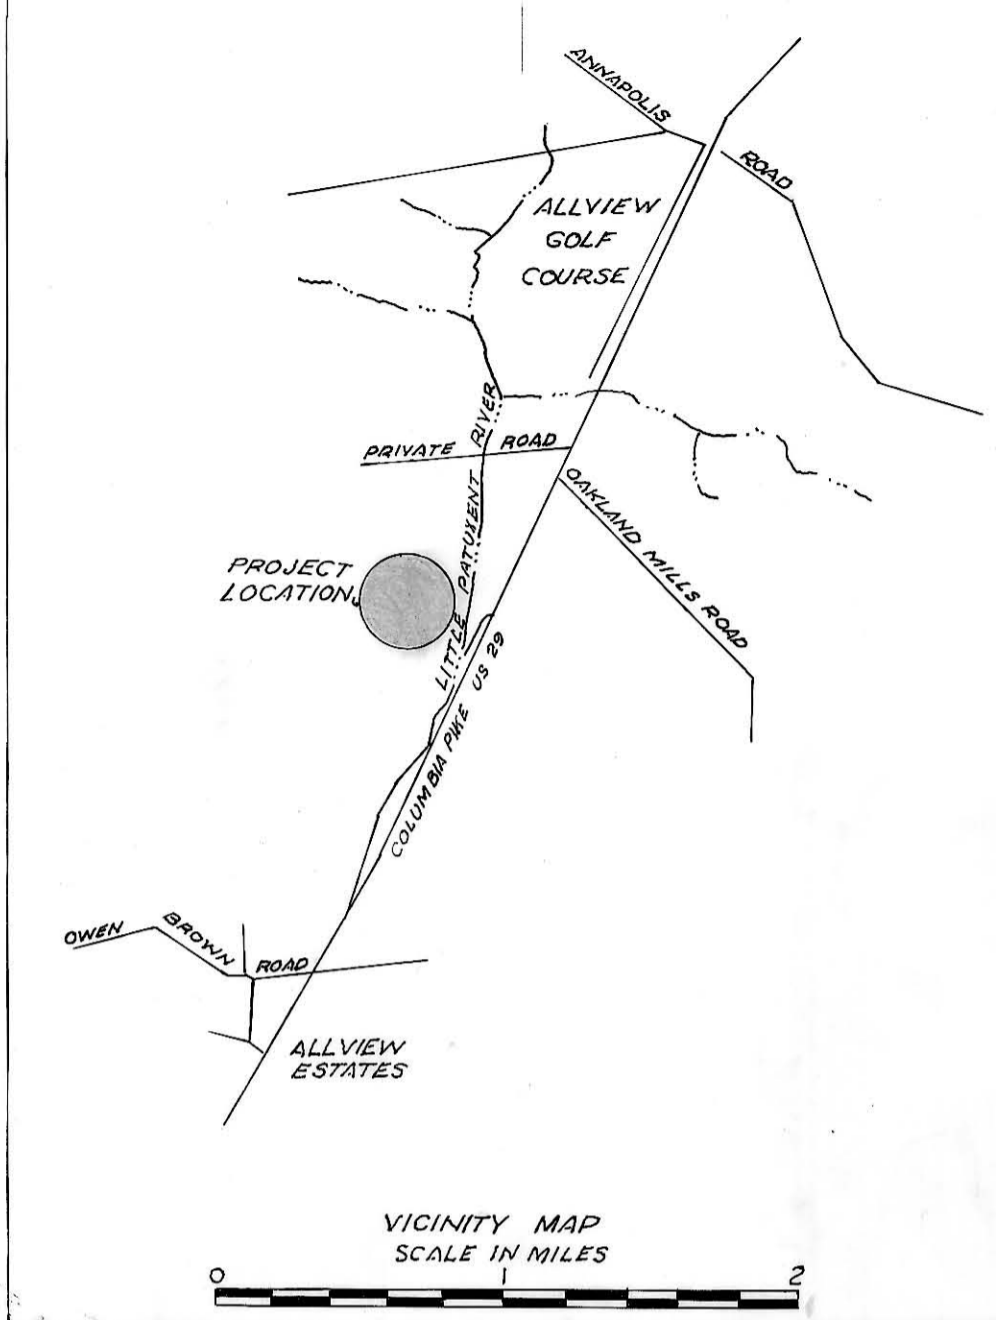 ANNAPOLIS
ROAD
ALLVIEW
GOLF
COURSE
LITTLE PATUXENT RIVER
PRIVATE ROAD
OAKLAND MILLS ROAD
PROJECT
LOCATION
COLUMBIA PIKE US 29
OWEN BROWN ROAD
ALLVIEW
ESTATES
VICINITY MAP
SCALE IN MILES
0 1 2